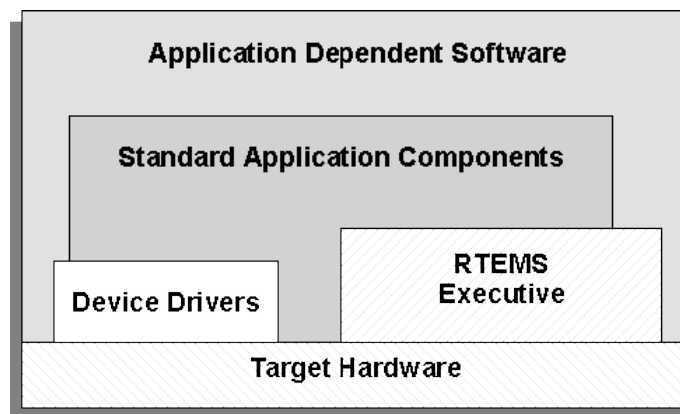 Application Dependent Software
Standard Application Components
Device Drivers
RTEMS
Executive
Target Hardware